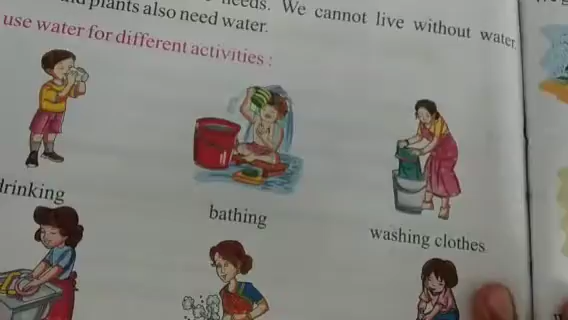 plants also need water.
needs. We cannot live without water.
use water for different activities :
drinking
bathing
washing clothes